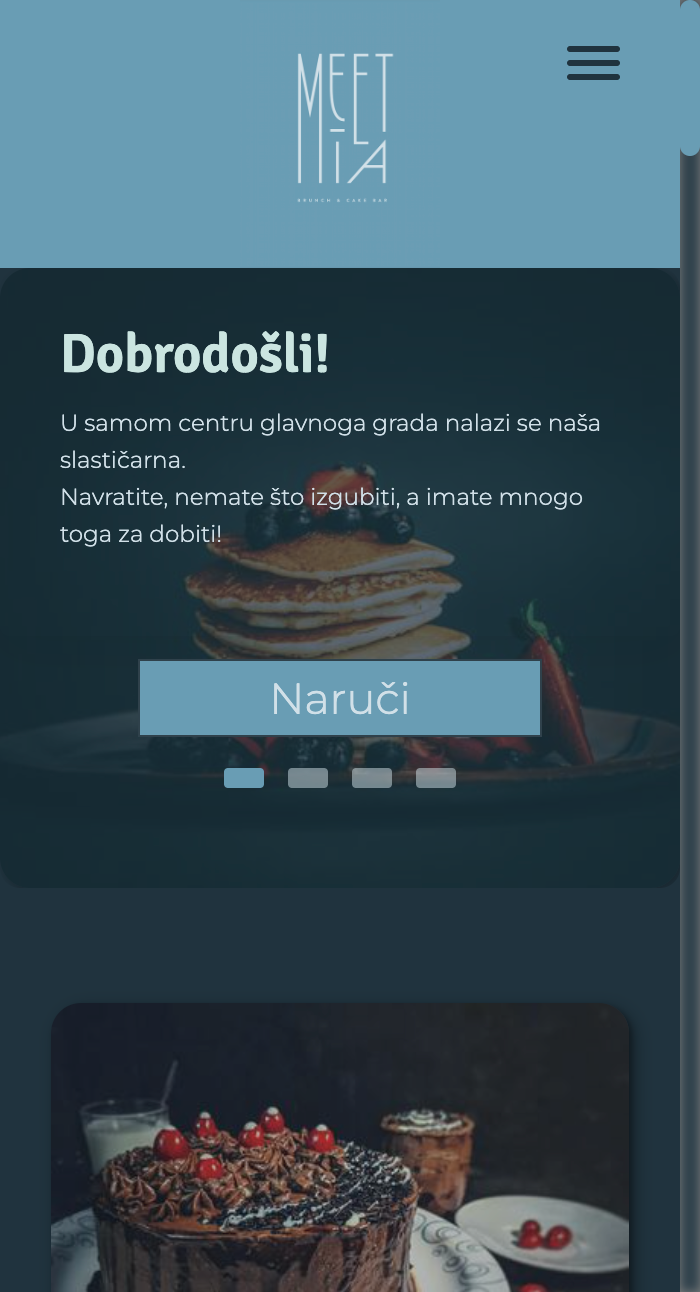 MEET
MIA
BRUNCH & CAKE BAR
Dobrodošli!
U samom centru glavnoga grada nalazi se naša
slastičarna.
Navratite, nemate što izgubiti, a imate mnogo
toga za dobiti!
Naruči